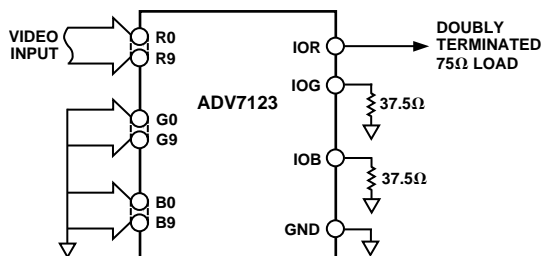 VIDEO
INPUT
R0
R9
G0
G9
B0
B9
ADV7123
IOR
IOG
IOB
GND
DOUBLY
TERMINATED
75Ω LOAD
37.5Ω
37.5Ω